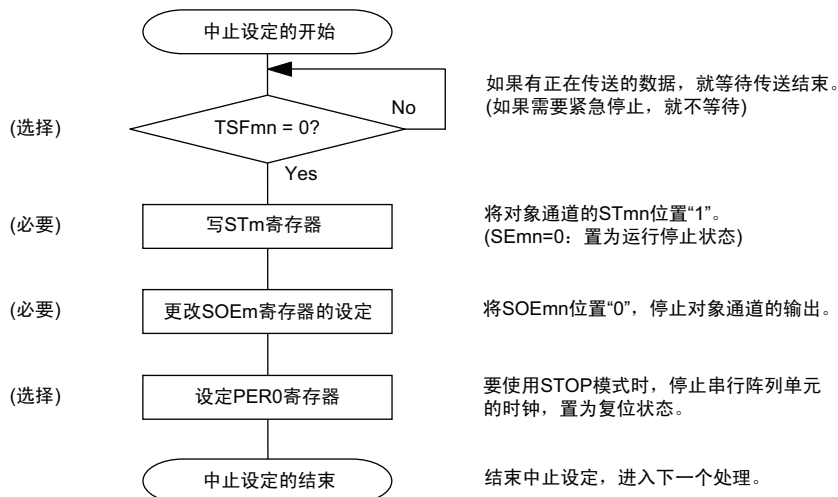 中止设定的开始
如果有正在传送的数据，就等待传送结束。
(如果需要紧急停止，就不等待)
No
(选择)
TSFmn = 0?
Yes
(必要)
写STm寄存器
将对象通道的STmn位置“1”。
(SEmn=0：置为运行停止状态)
(必要)
更改SOEm寄存器的设定
将SOEmn位置“0”，停止对象通道的输出。
(选择)
设定PER0寄存器
要使用STOP模式时，停止串行阵列单元
的时钟，置为复位状态。
中止设定的结束
结束中止设定，进入下一个处理。